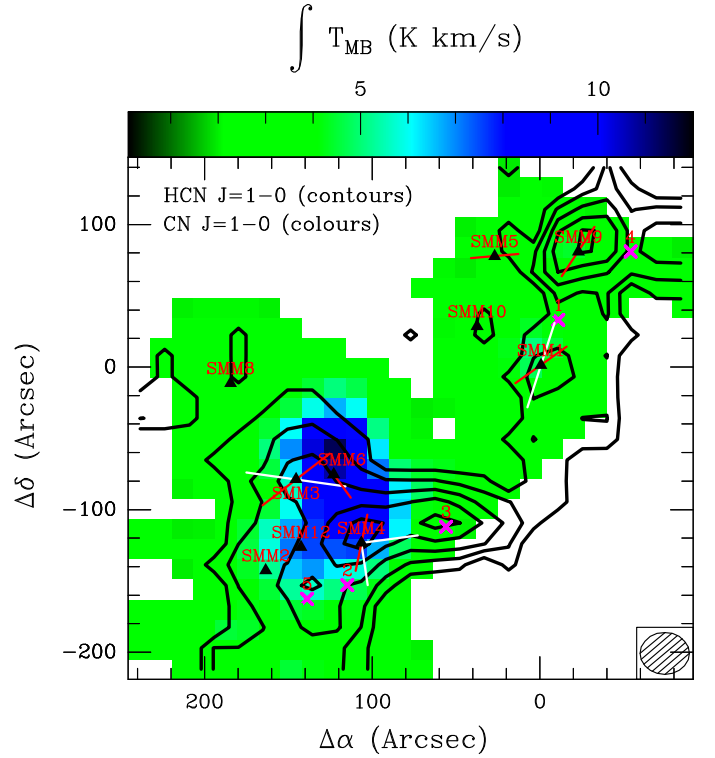 ∫ T_MB (K km/s)
5 10
HCN J=1−0 (contours)
CN J=1−0 (colours)
100
0
−100
−200
Δδ (Arcsec)
SMM5
SMM9
4
SMM10
1
SMM1
SMM8
SMM6
SMM3
3
SMM4
SMM12
SMM2
2
5
200 100 0
Δα (Arcsec)